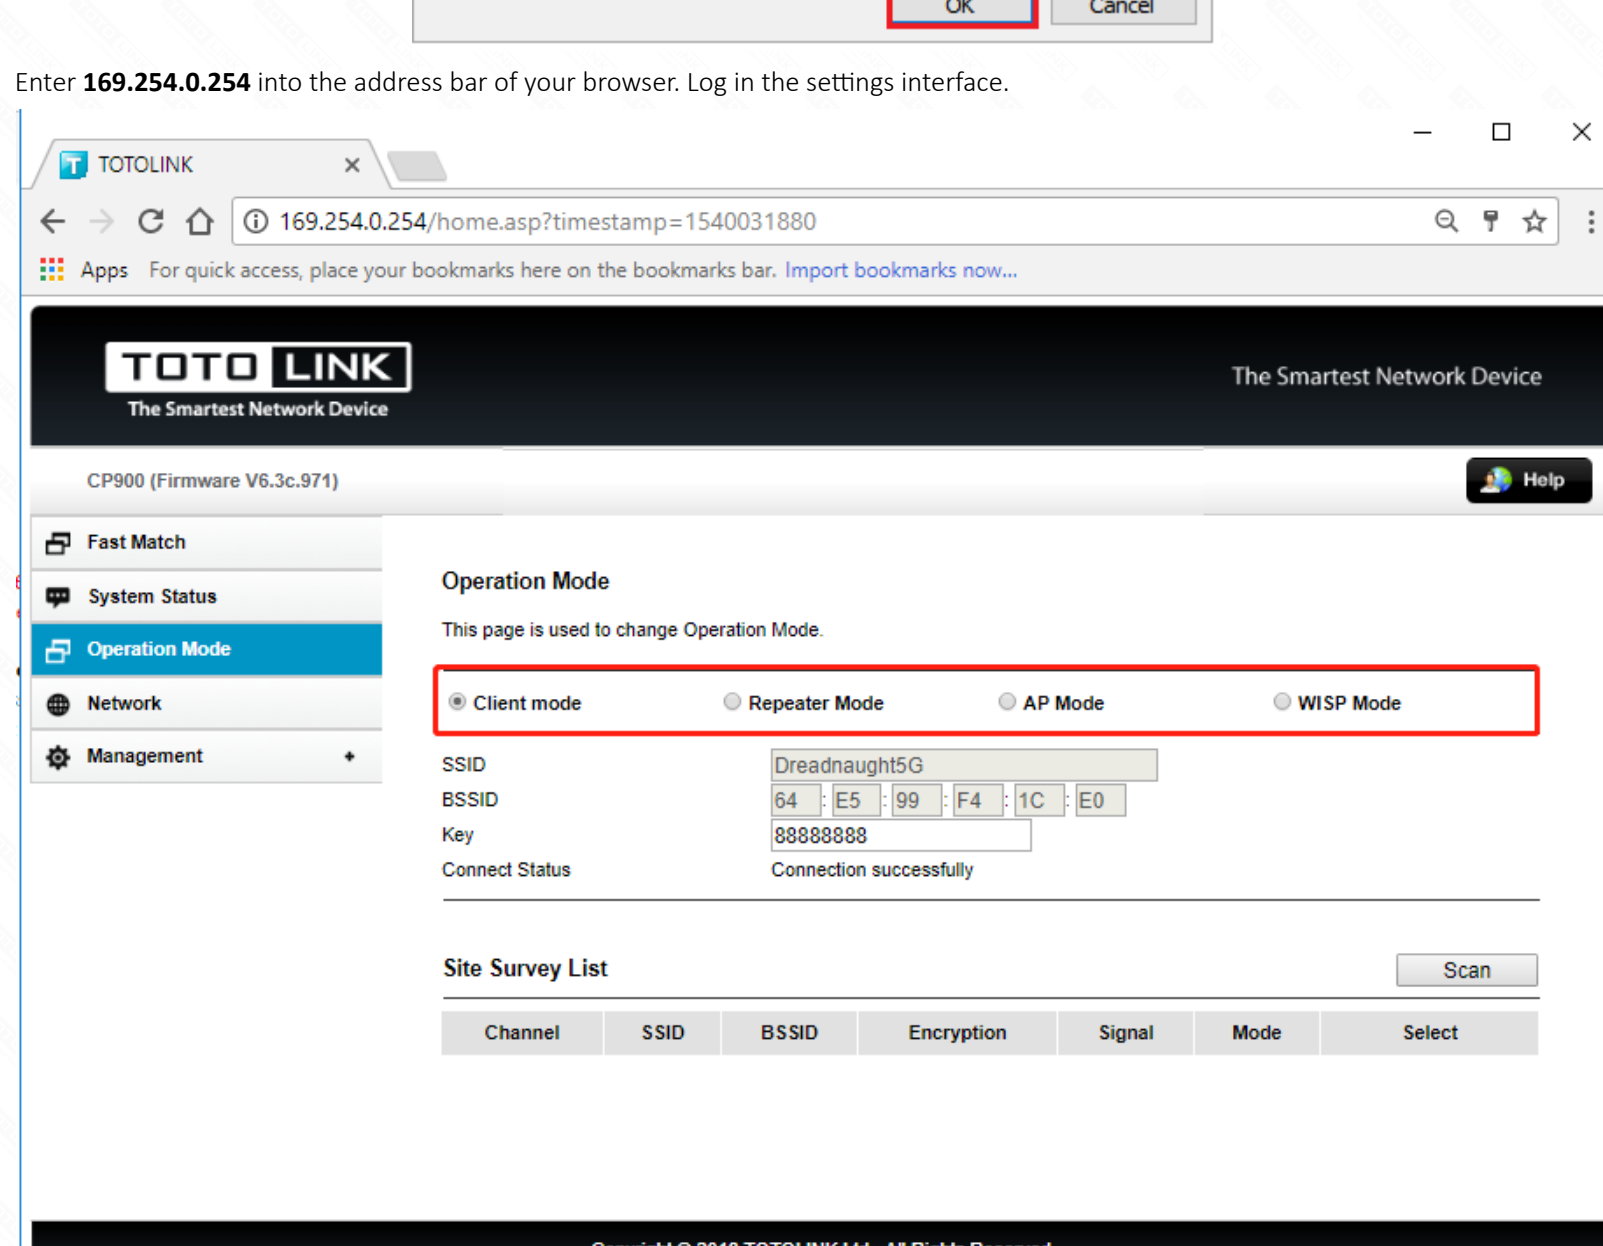 OK Cancel
Enter 169.254.0.254 into the address bar of your browser. Log in the settings interface.
TOTOLINK
169.254.0.254/home.asp?timestamp=1540031880
Apps For quick access, place your bookmarks here on the bookmarks bar. Import bookmarks now...
TOTO LINK
The Smartest Network Device
The Smartest Network Device
CP900 (Firmware V6.3c.971)
Help
Fast Match
System Status
Operation Mode
Network
Management +
Operation Mode
This page is used to change Operation Mode.
Client mode Repeater Mode AP Mode WISP Mode
SSID Dreadnaught5G
BSSID 64 : E5 : 99 : F4 : 1C : E0
Key 88888888
Connect Status Connection successfully
Site Survey List Scan
Channel SSID BSSID Encryption Signal Mode Select